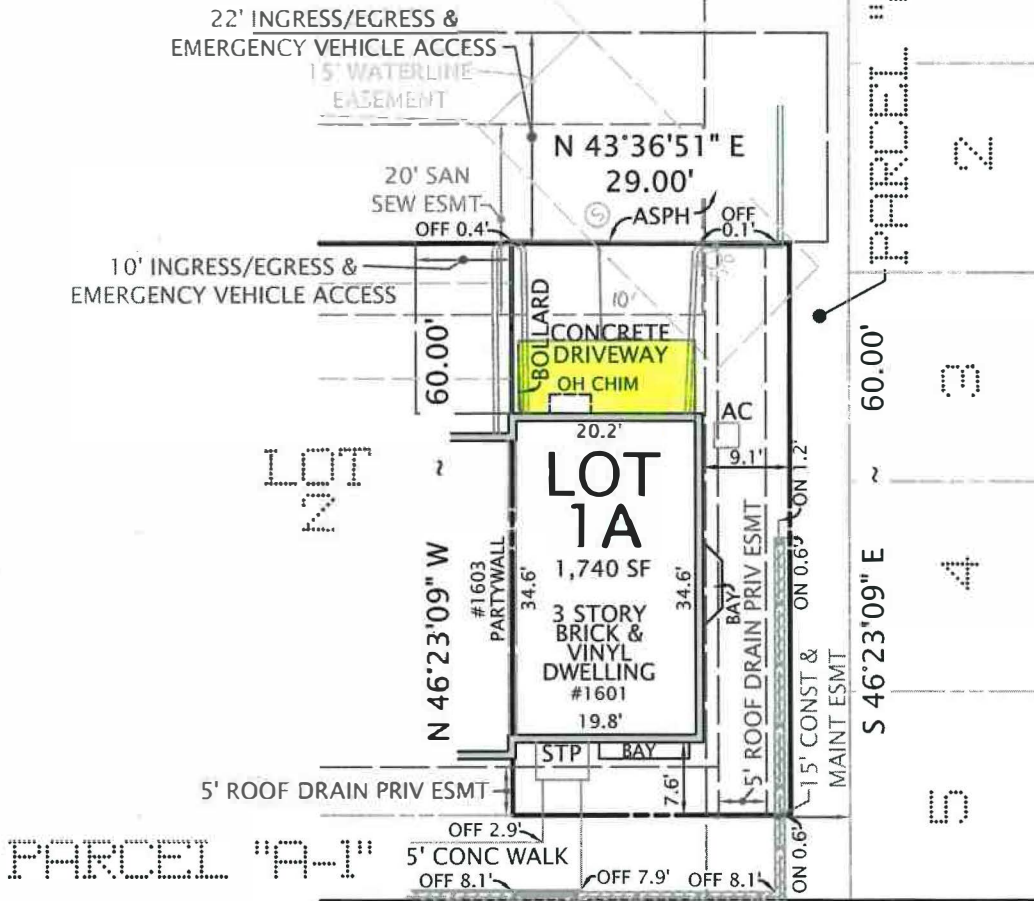 22' INGRESS/EGRESS &
EMERGENCY VEHICLE ACCESS
15' WATERLINE
EASEMENT
N 43°36'51" E
29.00'
20' SAN
SEW ESMT
OFF 0.4'
S
ASPH
OFF
0.1'
10' INGRESS/EGRESS &
EMERGENCY VEHICLE ACCESS
10'
60.00'
BOLLARD
CONCRETE
DRIVEWAY
OH CHIM
AC
20.2'
9.1'
LOT
2
~
LOT
1A
1,740 SF
34.6'
34.6'
#1603
PARTYWALL
3 STORY
BRICK &
VINYL
DWELLING
#1601
19.8'
N 46°23'09" W
BAY
5' ROOF DRAIN PRIV ESMT
ON 1.2'
ON 0.6'
STP
BAY
7.6'
15' CONST &
MAINT ESMT
60.00'
~
S 46°23'09" E
PARCEL
2
3
4
5
5' ROOF DRAIN PRIV ESMT
OFF 2.9'
5' CONC WALK
OFF 8.1'
OFF 7.9'
OFF 8.1'
ON 0.6'
PARCEL "A-1"